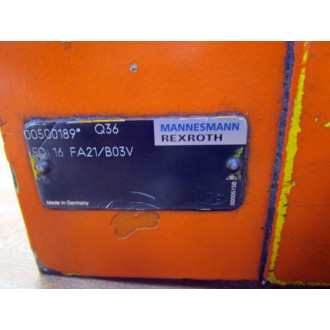 00500189* Q36
MANNESMANN
REXROTH
16 FA21/B03V
Made in Germany